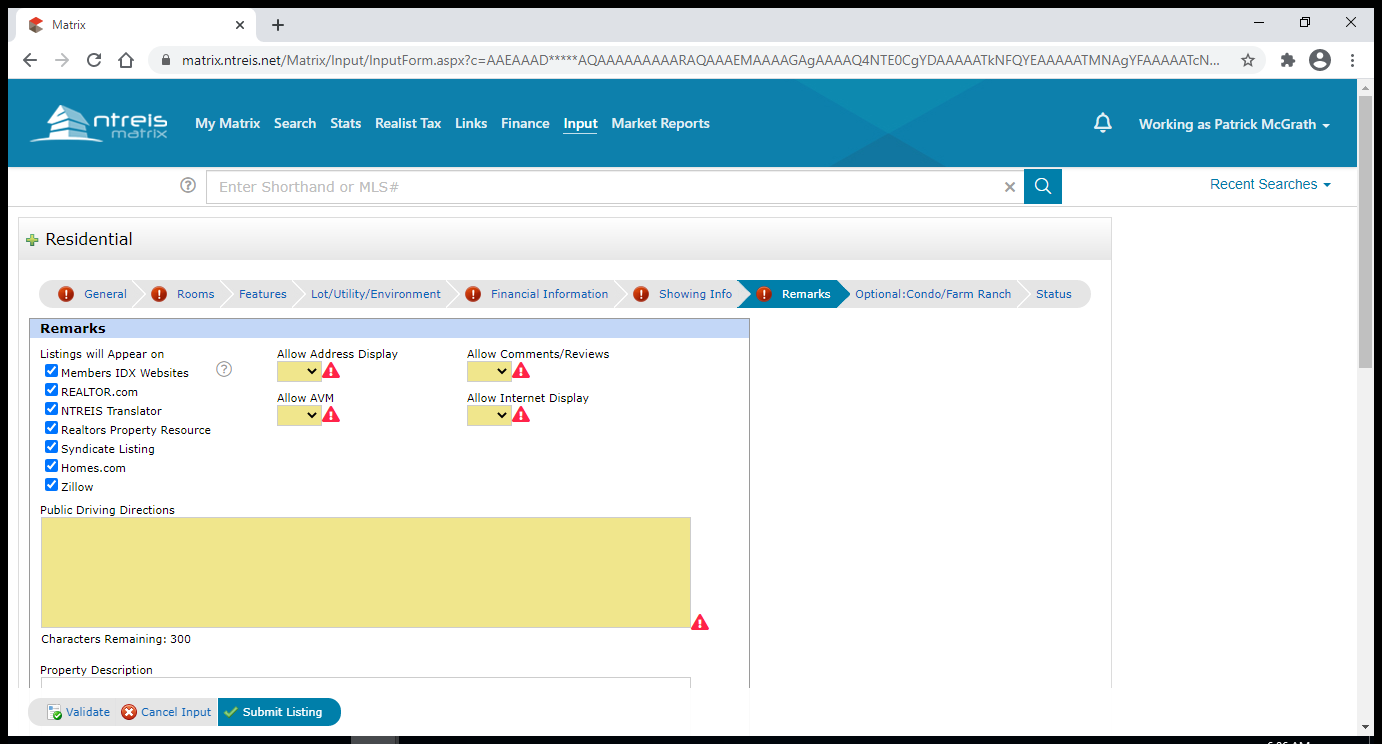 Matrix
matrix.ntreis.net/Matrix/Input/InputForm.aspx?c=AAEAAAD*****AQAAAAAAAAARAQAAAEMAAAAGAgAAAAQ4NTE0CgYDAAAAATkNFQYEAAAAATMNAgYFAAAAATcN...
ntreis
matrix
My Matrix Search Stats Realist Tax Links Finance Input Market Reports
Working as Patrick McGrath
Enter Shorthand or MLS#
Recent Searches
Residential
General Rooms Features Lot/Utility/Environment Financial Information Showing Info Remarks Optional:Condo/Farm Ranch Status
Remarks
Listings will Appear on
Members IDX Websites
REALTOR.com
NTREIS Translator
Realtors Property Resource
Syndicate Listing
Homes.com
Zillow
Allow Address Display
Allow Comments/Reviews
Allow AVM
Allow Internet Display
Public Driving Directions
Characters Remaining: 300
Property Description
Validate Cancel Input Submit Listing